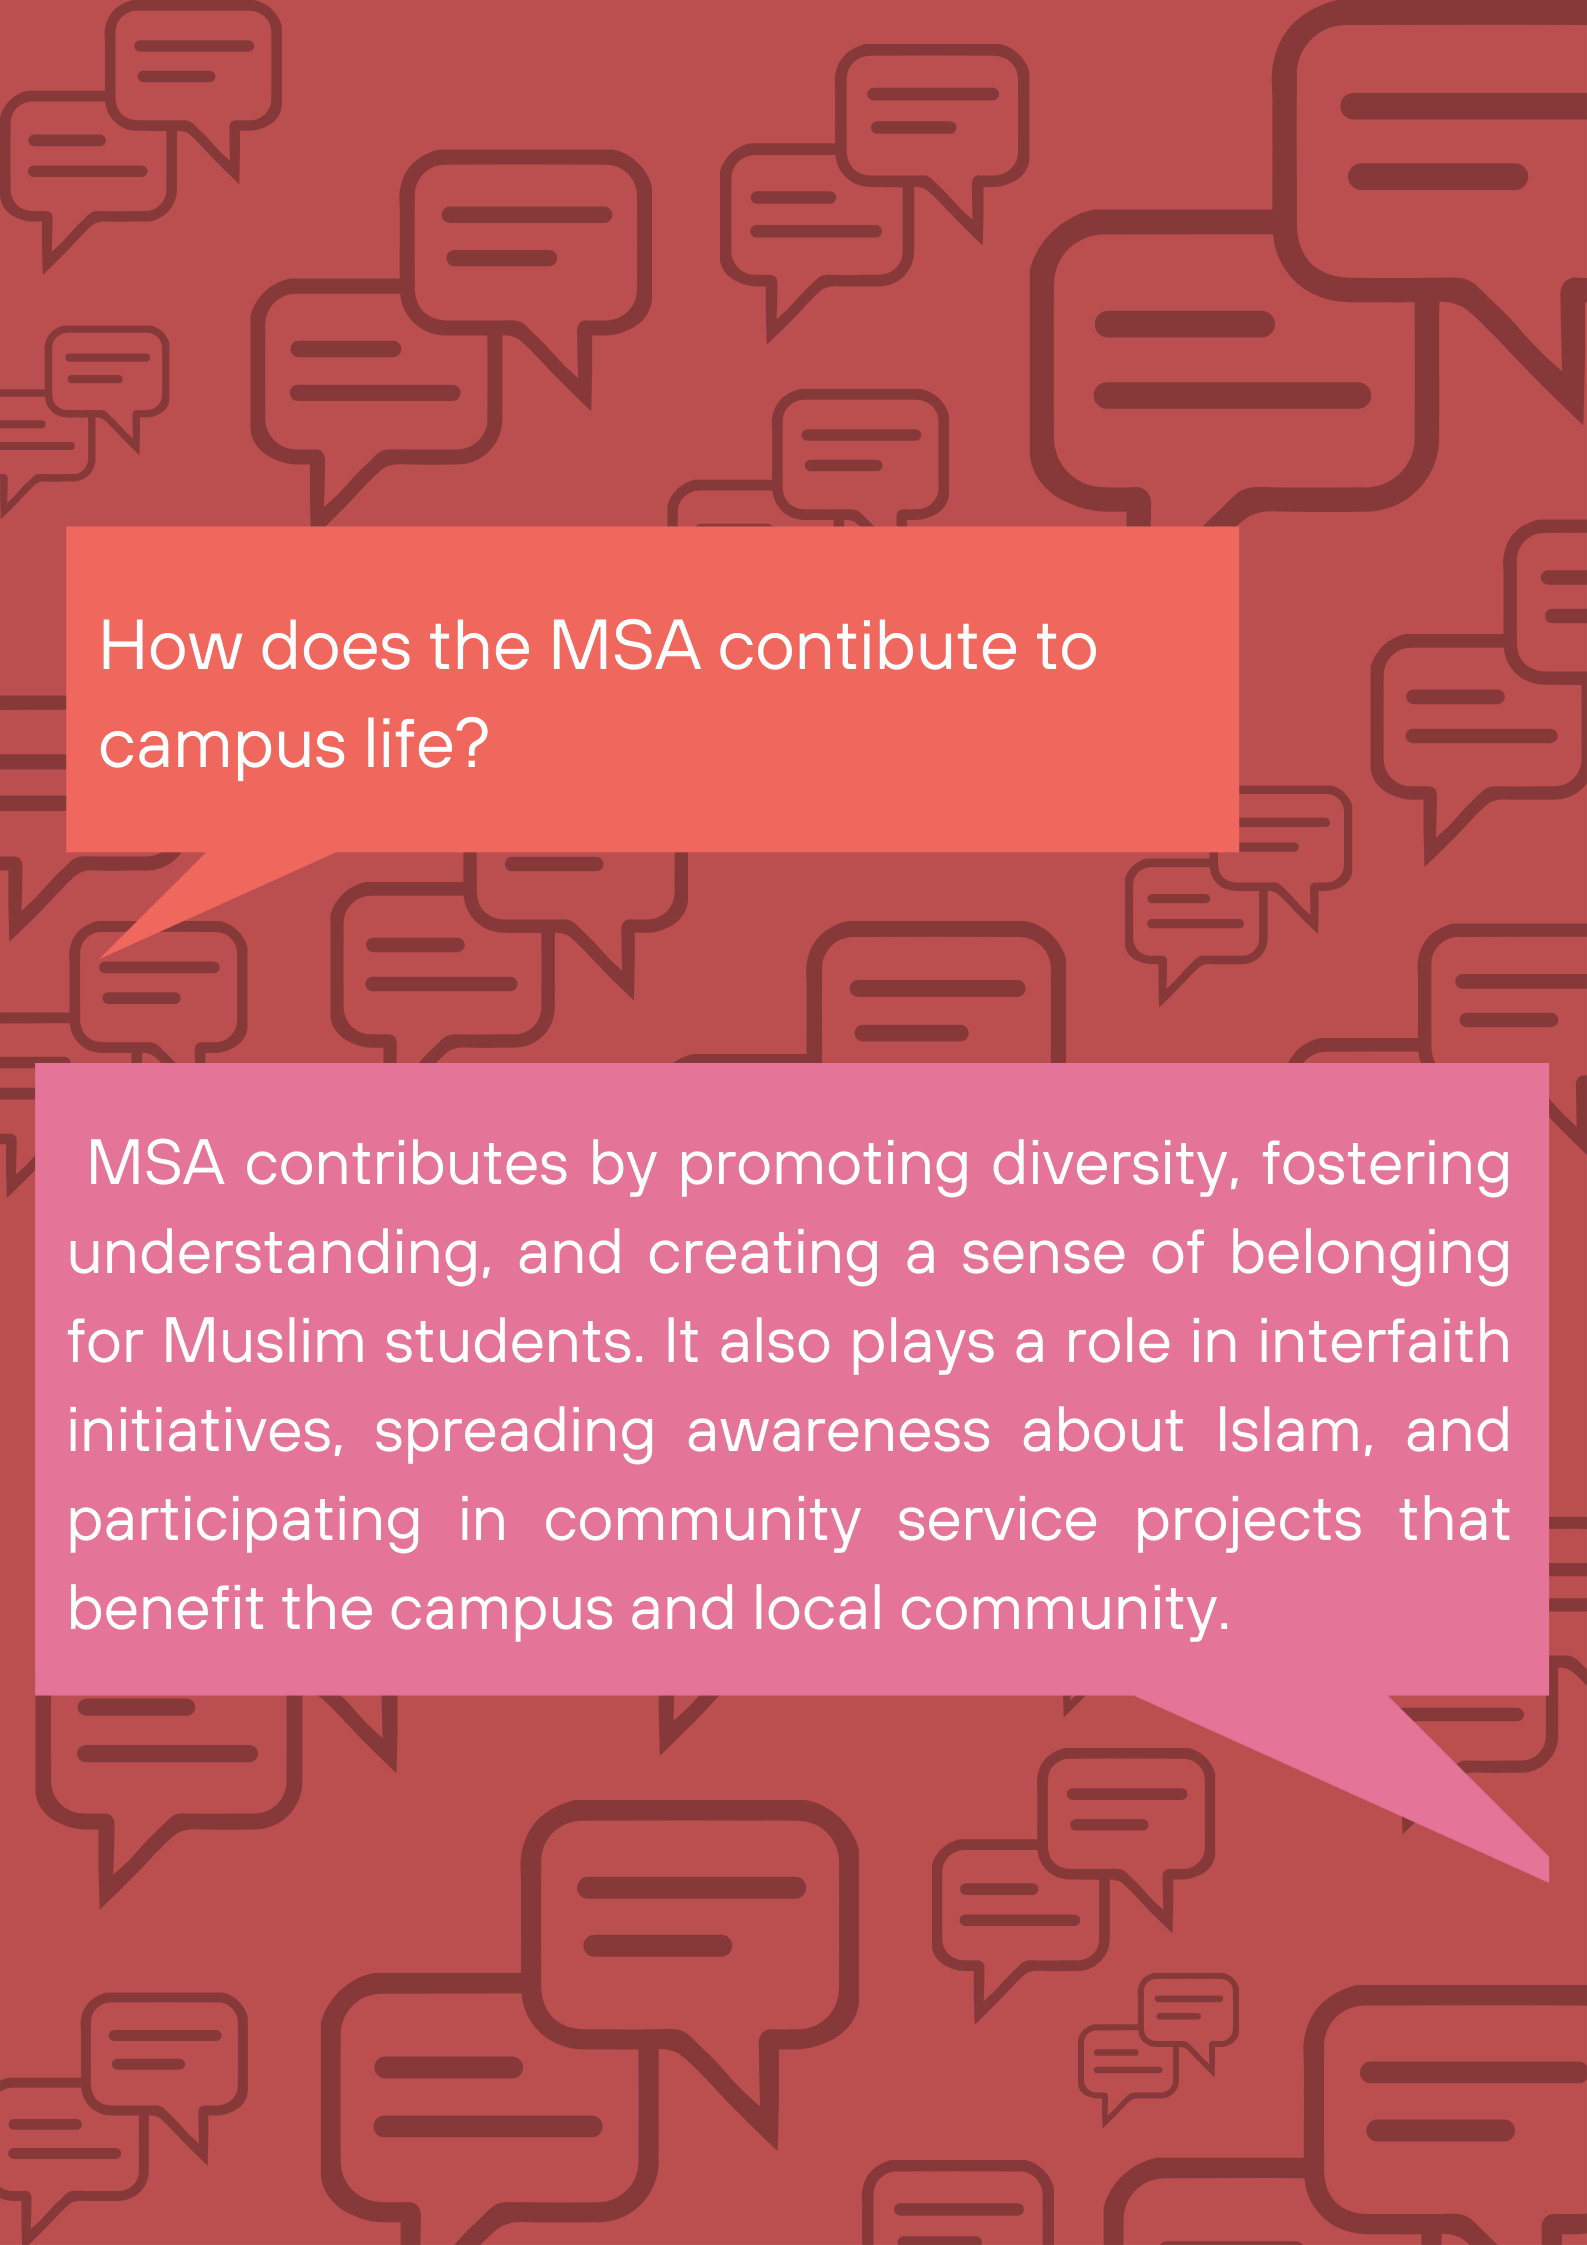 How does the MSA contibute to
campus life?
MSA contributes by promoting diversity, fostering
understanding, and creating a sense of belonging
for Muslim students. It also plays a role in interfaith
initiatives, spreading awareness about Islam, and
participating in community service projects that
benefit the campus and local community.